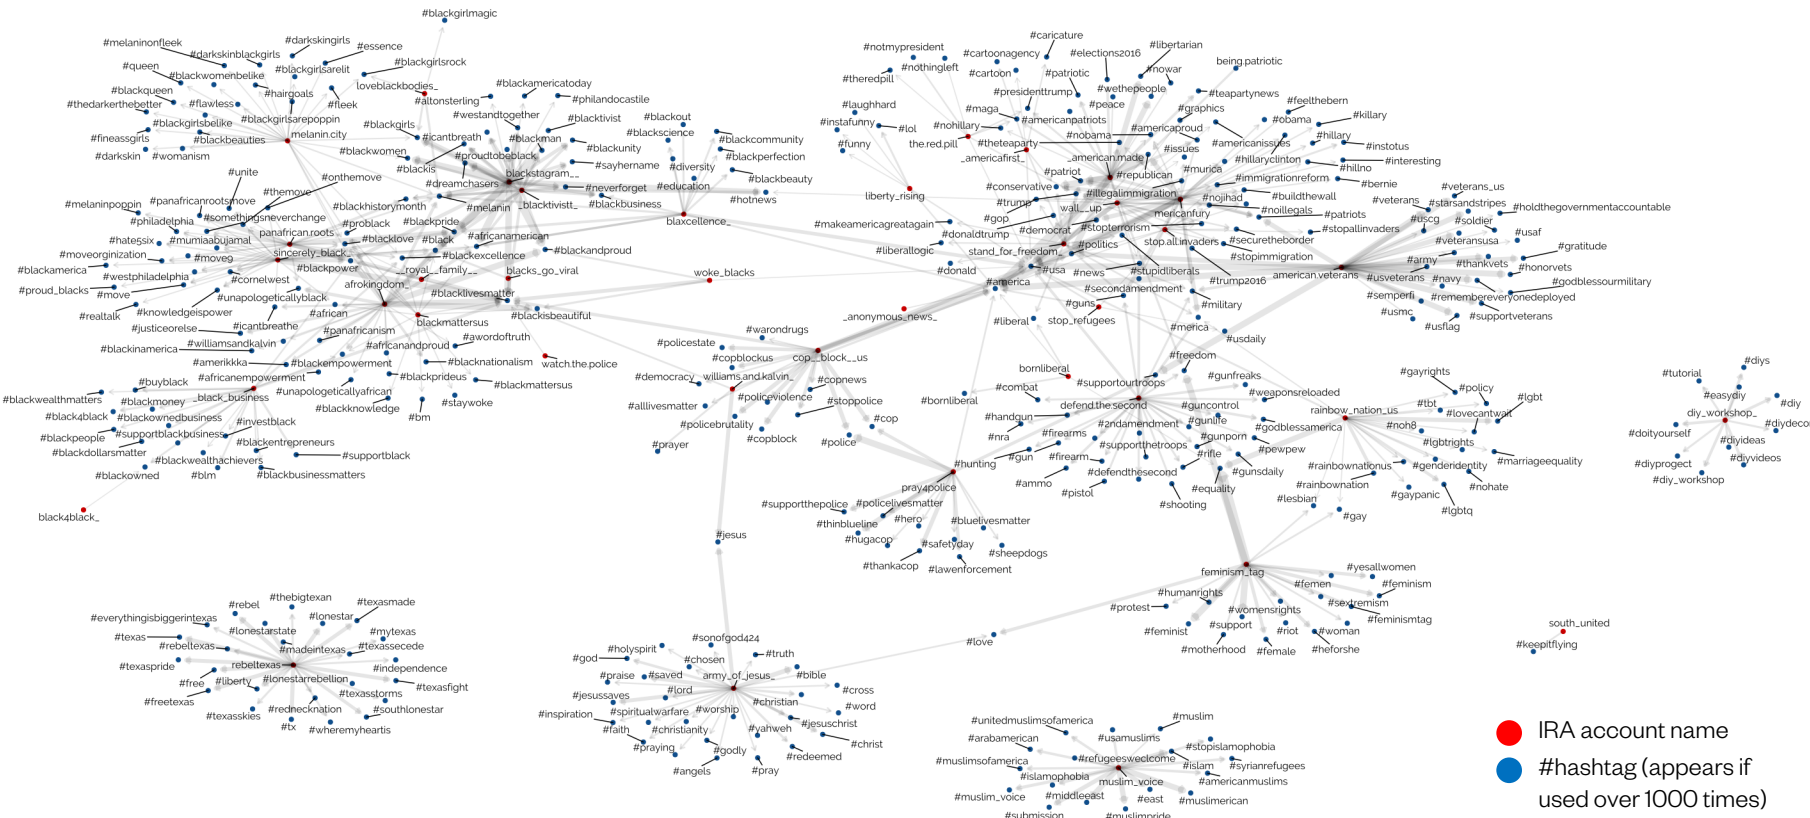 #blackgirlmagic
#melaninonfleek
#darkskingirls
#darkskinblackgirls
#essence
#queen
#blackwomenbelike
#blackgirlsarelit
#blackgirlsrock
#blackqueen
#hairgoals
loveblackbodies_
#thedarkerthebetter
#flawless
#fleek
#blackgirlsbelike
#blackgirlsarepoppin
#fineassgirls
#blackbeauties
melanin.city
#darkskin
#womanism
#altonsterling
#blackamericatoday
#philandocastile
#westandtogether
#blackgirls
#icantbreath
#blackman
#blacktivist
#blackwomen
#proudtobeblack
#blackunity
#blackis
blackstagram__
#sayhername
#dreamchasers
#neverforget
_blacktivistt_
#blackbusiness
#melanin
#blackout
#blackscience
#blackcommunity
#diversity
#blackperfection
#education
#blackbeauty
#hotnews
blaxcellence_
#unite
#onthemove
#themove
#panafricanrootsmove
#melaninpoppin
#philadelphia
#somethingsneverchange
panafrican.roots
#hatessix
#mumiaabujamal
#moveorginization
#move9
sincerely_black_
#blackamerica
#westphiladelphia
#cornelwest
#blackpower
#proud_blacks
#move
#unapologeticallyblack
#realtalk
#knowledgeispower
#african
#justiceorelse
#icantbreathe
#williamsandkalvin
#blackinamerica
#blackhistorymonth
#problack
#blackpride
#blacklove
#black
#africanamerican
#blackexcellence
#blackandproud
__royal__family__
blacks_go_viral
afrokingdom_
#blacklivesmatter
#blackisbeautiful
blackmattersus
#panafricanism
#awordoftruth
#africanandproud
watch.the.police
#amerikkka
#blackempowerment
#blacknationalism
#africanempowerment
#blackprideus
#blackmattersus
#unapologeticallyafrican
#staywoke
#blackknowledge
#bm
#buyblack
_black_business
#blackwealthmatters
#blackmoney
#black4black
#blackownedbusiness
#investblack
#blackpeople
#supportblackbusiness
#blackentrepreneurs
#blackdollarsmatter
#supportblack
#blackwealthachievers
#blackowned
#blm
#blackbusinessmatters
black4black_
woke_blacks
_anonymous_news_
#warondrugs
#policestate
#copblockus
cop__block__us
#democracy
williams.and.kalvin_
#copnews
#policeviolence
#alllivesmatter
#stoppolice
#policebrutality
#cop
#copblock
#police
#prayer
#notmypresident
#nothingleft
#theredpill
#cartoonagency
#caricature
#cartoon
#elections2016
#libertarian
#patriotic
#nowar
being.patriotic
#presidenttrump
#wethepeople
#teapartynews
#laughhard
#maga
#peace
#graphics
#feelthebern
#instafunny
#lol
#nohillary
#americanpatriots
#obama
#killary
#funny
the.red.pill
#theteaparty
#nobama
#americaproud
#hillary
_americafirst_
_american.made
#issues
#americanissues
#instotus
#patriot
#republican
#murica
#hillaryclinton
#hillno
#interesting
liberty_rising
#conservative
#illegalimmigration
#immigrationreform
#bernie
#trump
wall__up
#nojihad
#buildthewall
#makeamericagreatagain
#gop
mericanfury
#noillegals
#patriots
#donaldtrump
#democrat
#stopterrorism
#stopallinvaders
#liberallogic
stand_for_freedom_
#politics
stop.all.invaders
#securetheborder
#stopimmigration
#donald
#usa
#news
#stupidliberals
#trump2016
#america
#secondamendment
#guns
#military
#liberal
stop_refugees
#merica
#usdaily
#veterans_us
#veterans
#starsandstripes
#uscg
#soldier
#holdthegovernmentaccountable
#veteransusa
#usaf
#army
#thankvets
#gratitude
american.veterans
#usveterans
#navy
#honorvets
#godblessourmilitary
#semperfi
#remembereveryonedeployed
#usmc
#supportveterans
#usflag
#freedom
bornliberal
#supportourtroops
#gunfreaks
#combat
#weaponsreloaded
#bornliberal
defend.the.second
#guncontrol
#handgun
#2ndamendment
#gunlife
#godblessamerica
#nra
#firearms
#gunporn
#pewpew
#gun
#supportthetroops
#firearm
#rifle
#gunsdaily
#ammo
#defendthesecond
#pistol
#equality
#shooting
#gayrights
#policy
rainbow_nation_us
#tbt
#lgbt
#lovecantwait
#noh8
#lgbtrights
#rainbownationus
#genderidentity
#marriageequality
#rainbownation
#gaypanic
#nohate
#lesbian
#lgbtq
#gay
#diys
#tutorial
#easydiy
#diy
diy_workshop_
#diydecor
#doityourself
#diyideas
#diyprogect
#diyvideos
#diy_workshop
#hunting
pray4police
#supportthepolice
#policelivesmatter
#thinblueline
#hero
#bluelivesmatter
#hugacop
#safetyday
#sheepdogs
#thankacop
#lawenforcement
#jesus
feminism_tag
#yesallwomen
#femen
#feminism
#humanrights
#protest
#womensrights
#sextremism
#feminist
#support
#riot
#woman
#feminismtag
#motherhood
#female
#heforshe
#love
south_united
#keepitflying
#thebigtexan
#rebel
#texasmade
#everythingisbiggerintexas
#lonestar
#texas
#lonestarstate
#mytexas
#rebeltexas
#madeintexas
#texassecede
#texaspride
rebeltexas
#independence
#free
#liberty
#lonestarrebellion
#texasfight
#freetexas
#texasstorms
#texasskies
#rednecknation
#southlonestar
#tx
#wheremyheartis
#sonofgod424
#holyspirit
#truth
#god
#chosen
#praise
#saved
army_of_jesus_
#bible
#jesussaves
#lord
#cross
#christian
#inspiration
#spiritualwarfare
#worship
#word
#faith
#christianity
#yahweh
#jesuschrist
#praying
#godly
#christ
#redeemed
#angels
#pray
#unitedmuslimsofamerica
#muslim
#arabamerican
#usamuslims
#stopislamophobia
#muslimsofamerica
#refugeesweclcome
#islam
#syrianrefugees
#islamophobia
muslim_voice
#americanmuslims
#muslim_voice
#middleeast
#east
#muslimerican
#submission
#muslimpride
IRA account name
#hashtag (appears if
used over 1000 times)